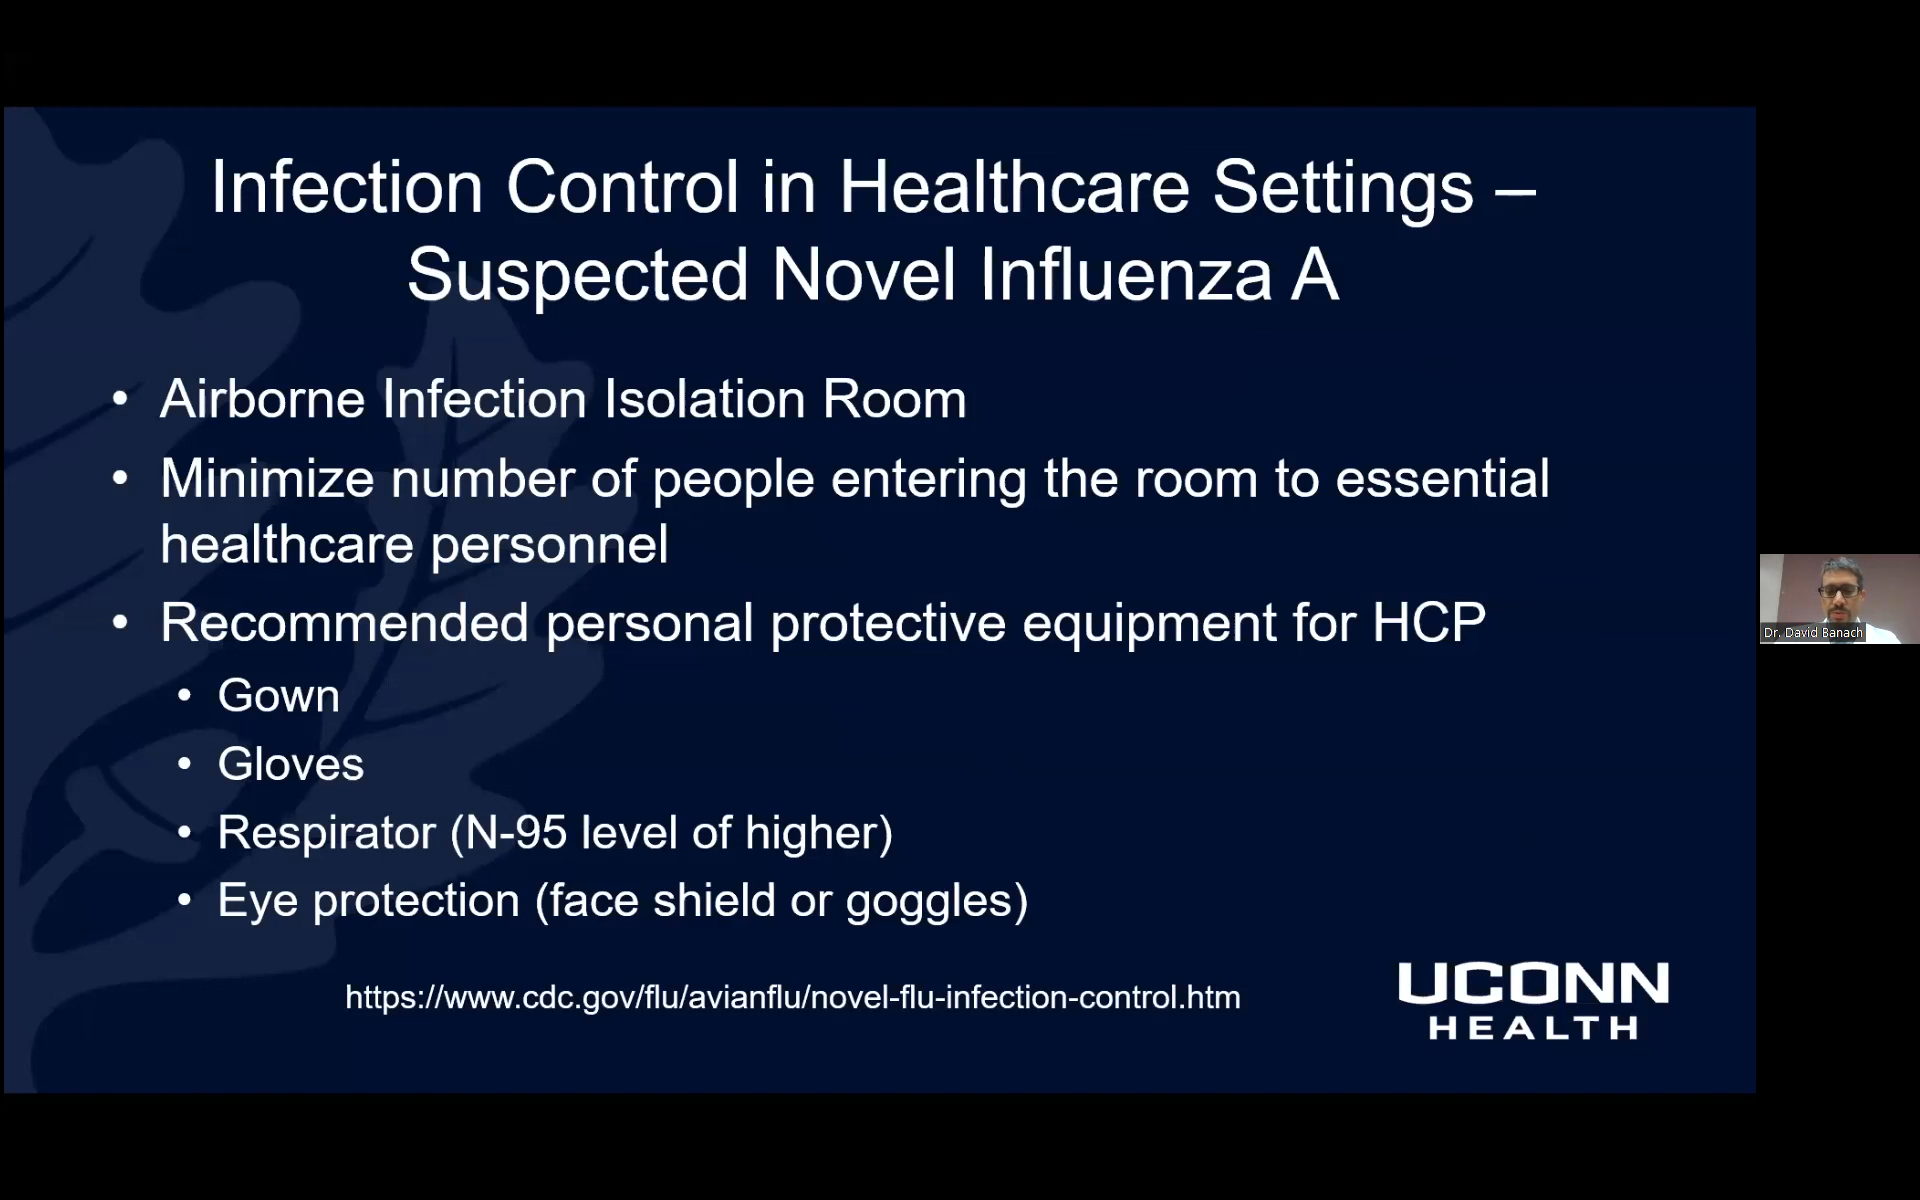 Infection Control in Healthcare Settings –
Suspected Novel Influenza A
• Airborne Infection Isolation Room
• Minimize number of people entering the room to essential
healthcare personnel
• Recommended personal protective equipment for HCP
• Gown
• Gloves
• Respirator (N-95 level of higher)
• Eye protection (face shield or goggles)
https://www.cdc.gov/flu/avianflu/novel-flu-infection-control.htm
UCONN
HEALTH
Dr. David Banach